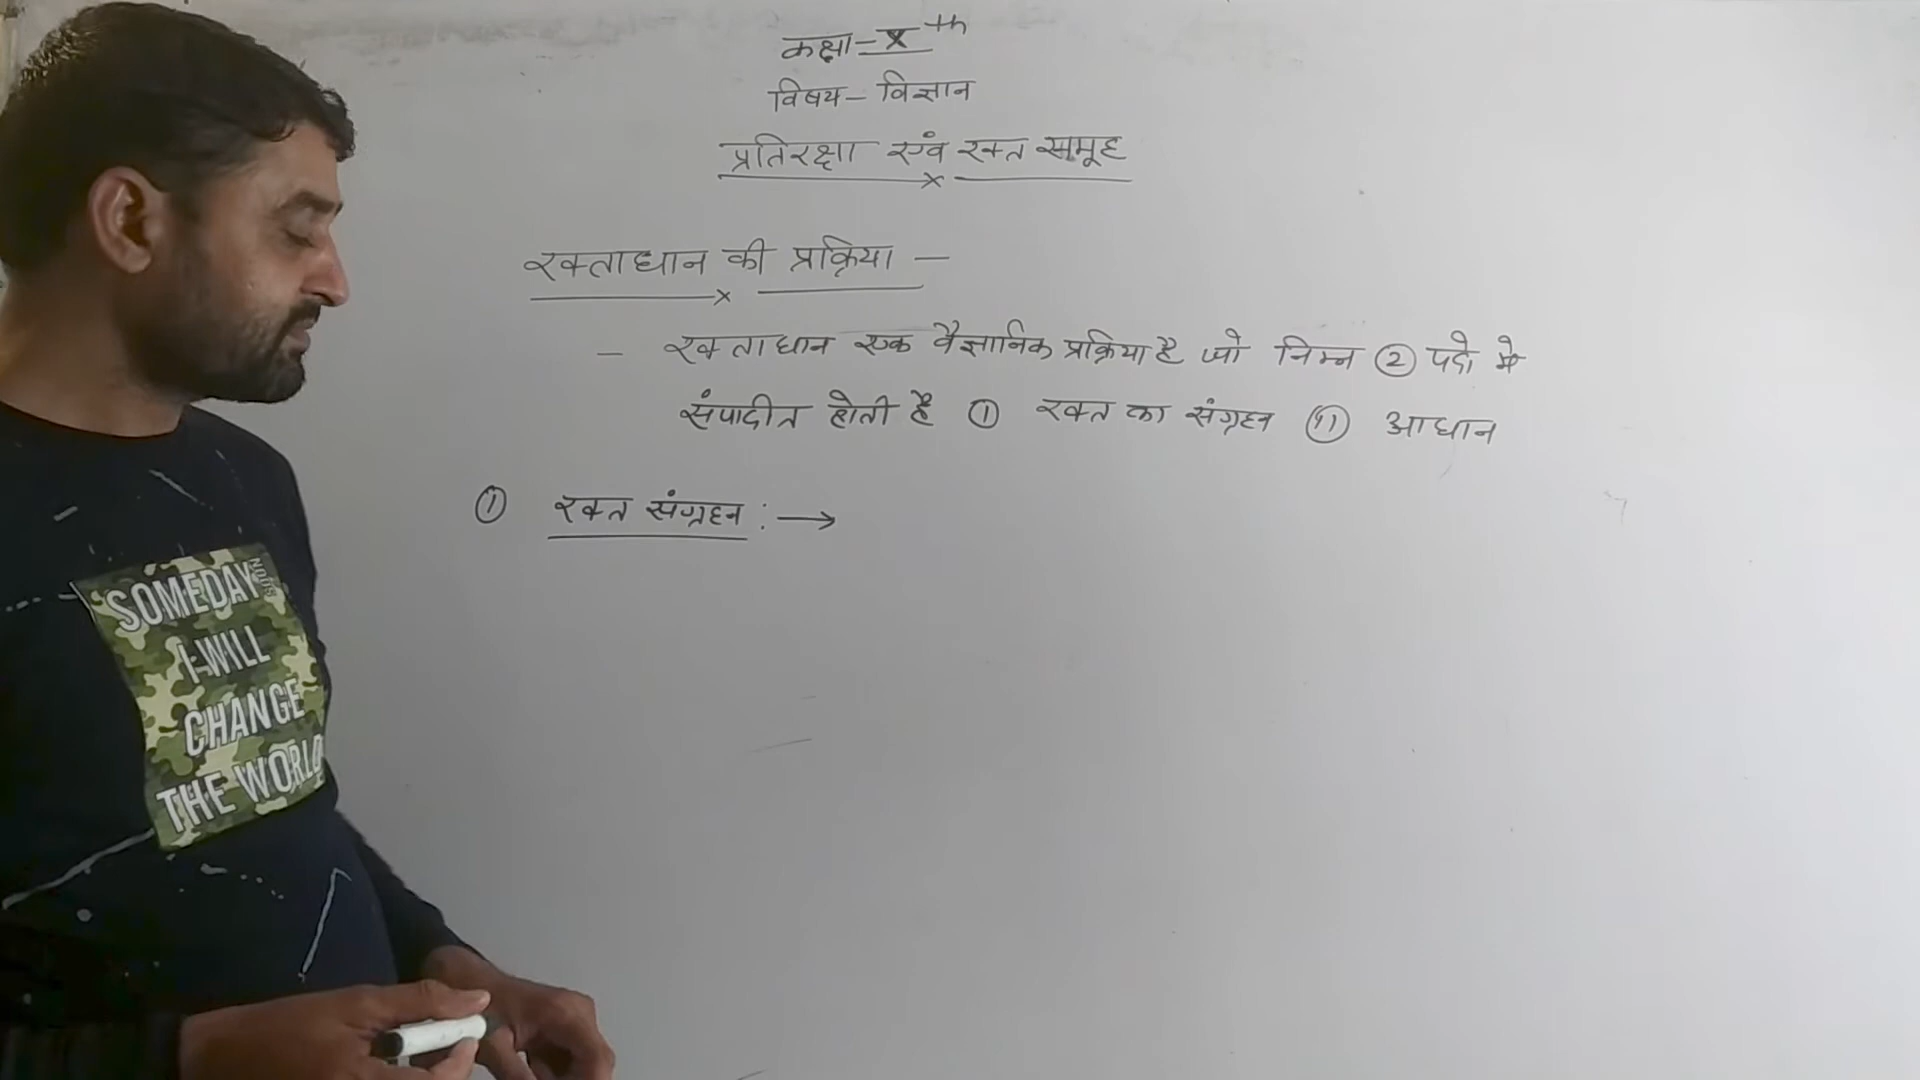 कक्षा-X th
विषय- विज्ञान
प्रतिरक्षा एवं रक्त समूह
रक्ताधान की प्रक्रिया -
- रक्ताधान एक वैज्ञानिक प्रक्रिया है जो निम्न ② पदो मे
संपादीत होती है ① रक्त का संग्रहन (11) आधान
① रक्त संग्रहन :→
SOMEDAY
SOON
I WILL
CHANGE
THE WORLD